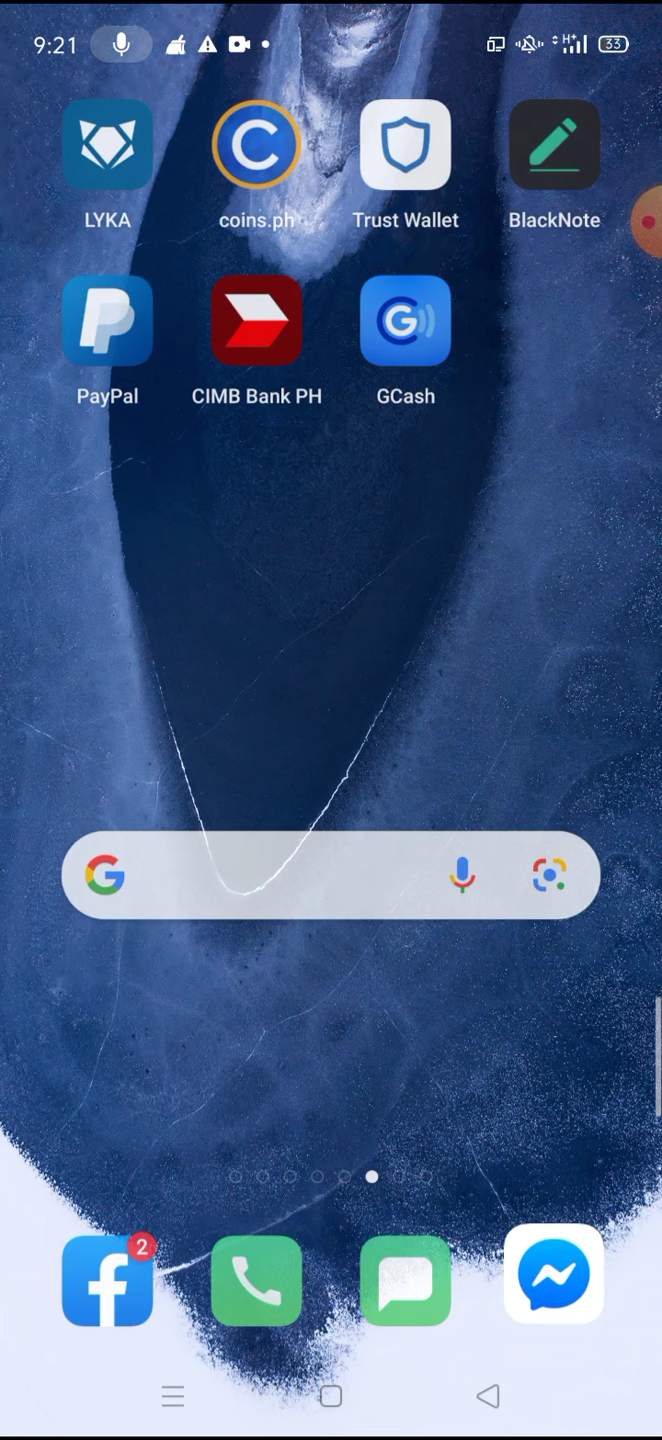 9:21
H+
33
LYKA
coins.ph
Trust Wallet
BlackNote
PayPal
CIMB Bank PH
GCash
2